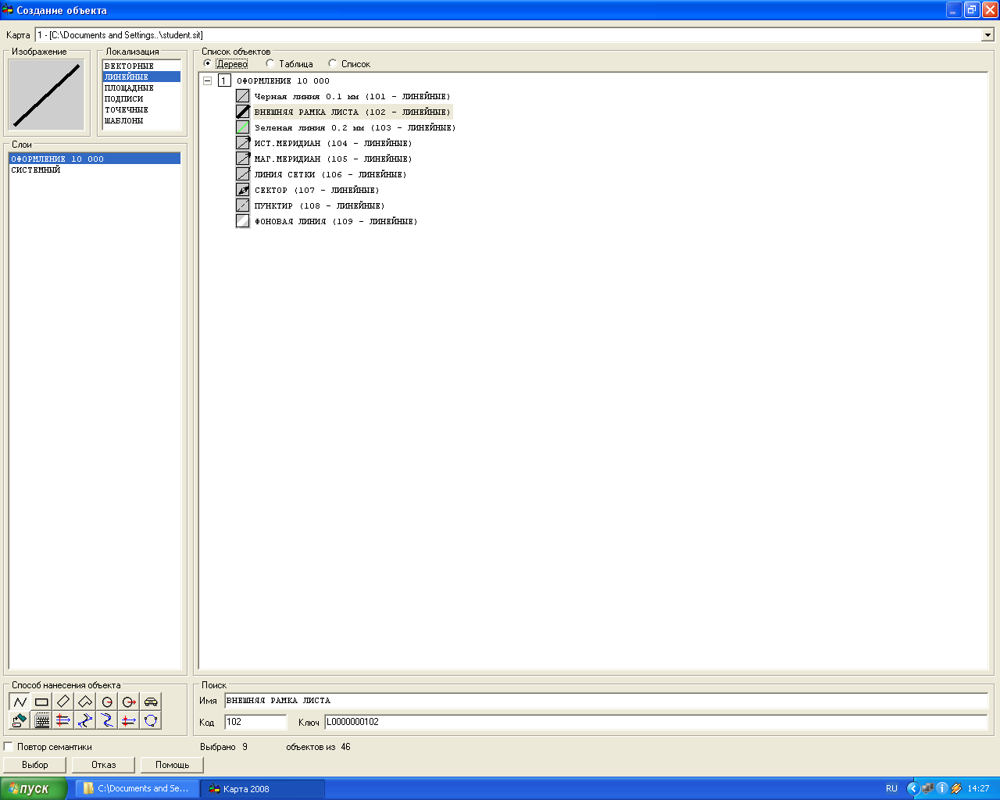 Создание объекта
Карта 1 - [C:\Documents and Settings..\student.sit]
Изображение
Локализация
ВЕКТОРНЫЕ
ЛИНЕЙНЫЕ
ПЛОЩАДНЫЕ
ПОДПИСИ
ТОЧЕЧНЫЕ
ШАБЛОНЫ
Слои
ОФОРМЛЕНИЕ 10 000
СИСТЕМНЫЙ
Список объектов
Дерево Таблица Список
1 ОФОРМЛЕНИЕ 10 000
Черная линия 0.1 мм (101 - ЛИНЕЙНЫЕ)
ВНЕШНЯЯ РАМКА ЛИСТА (102 - ЛИНЕЙНЫЕ)
Зеленая линия 0.2 мм (103 - ЛИНЕЙНЫЕ)
ИСТ.МЕРИДИАН (104 - ЛИНЕЙНЫЕ)
МАГ.МЕРИДИАН (105 - ЛИНЕЙНЫЕ)
ЛИНИЯ СЕТКИ (106 - ЛИНЕЙНЫЕ)
СЕКТОР (107 - ЛИНЕЙНЫЕ)
ПУНКТИР (108 - ЛИНЕЙНЫЕ)
ФОНОВАЯ ЛИНИЯ (109 - ЛИНЕЙНЫЕ)
Способ нанесения объекта
Поиск
Имя ВНЕШНЯЯ РАМКА ЛИСТА
Код 102 Ключ L0000000102
Повтор семантики
Выбрано 9 объектов из 46
Выбор Отказ Помощь
пуск C:\Documents and Se... Карта 2008 RU 14:27